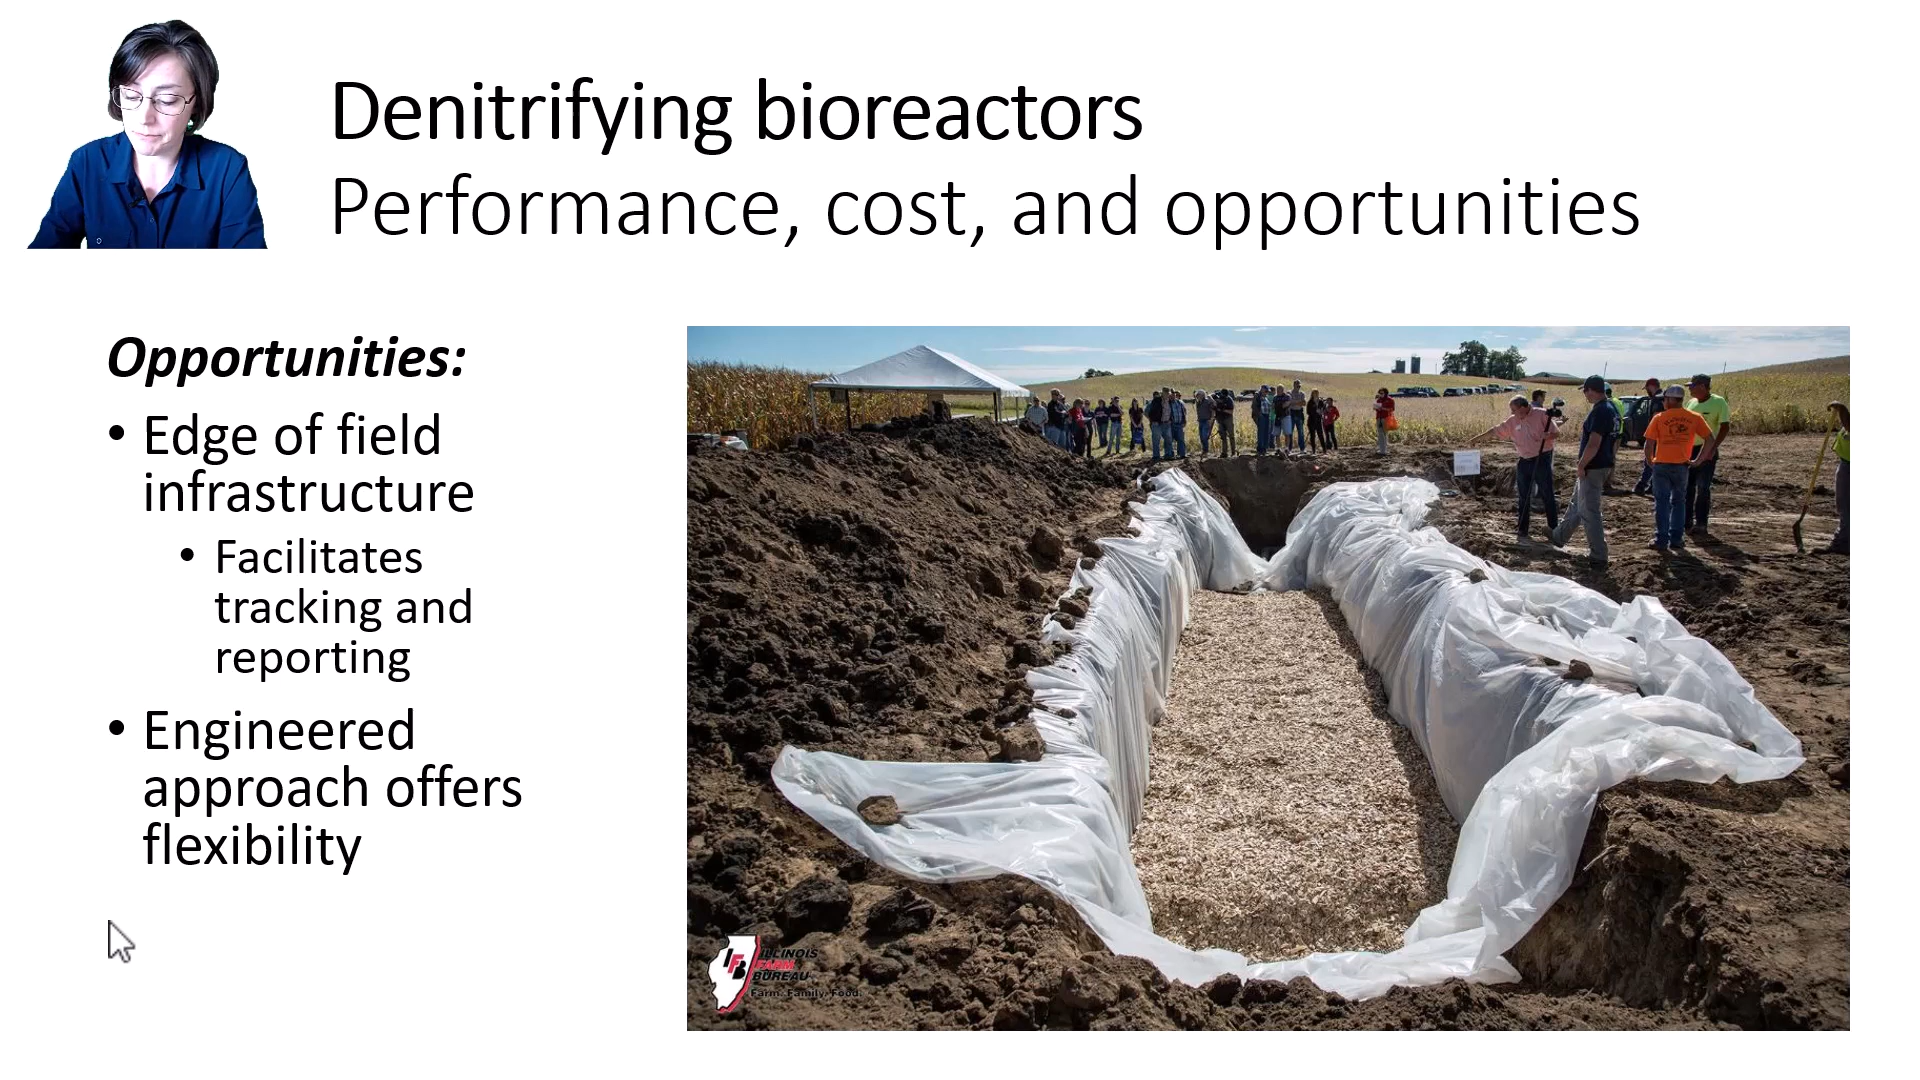 Denitrifying bioreactors
Performance, cost, and opportunities
Opportunities:
• Edge of field
infrastructure
• Facilitates
tracking and
reporting
• Engineered
approach offers
flexibility
IFB
ILLINOIS
FARM
BUREAU
Farm. Family. Food.